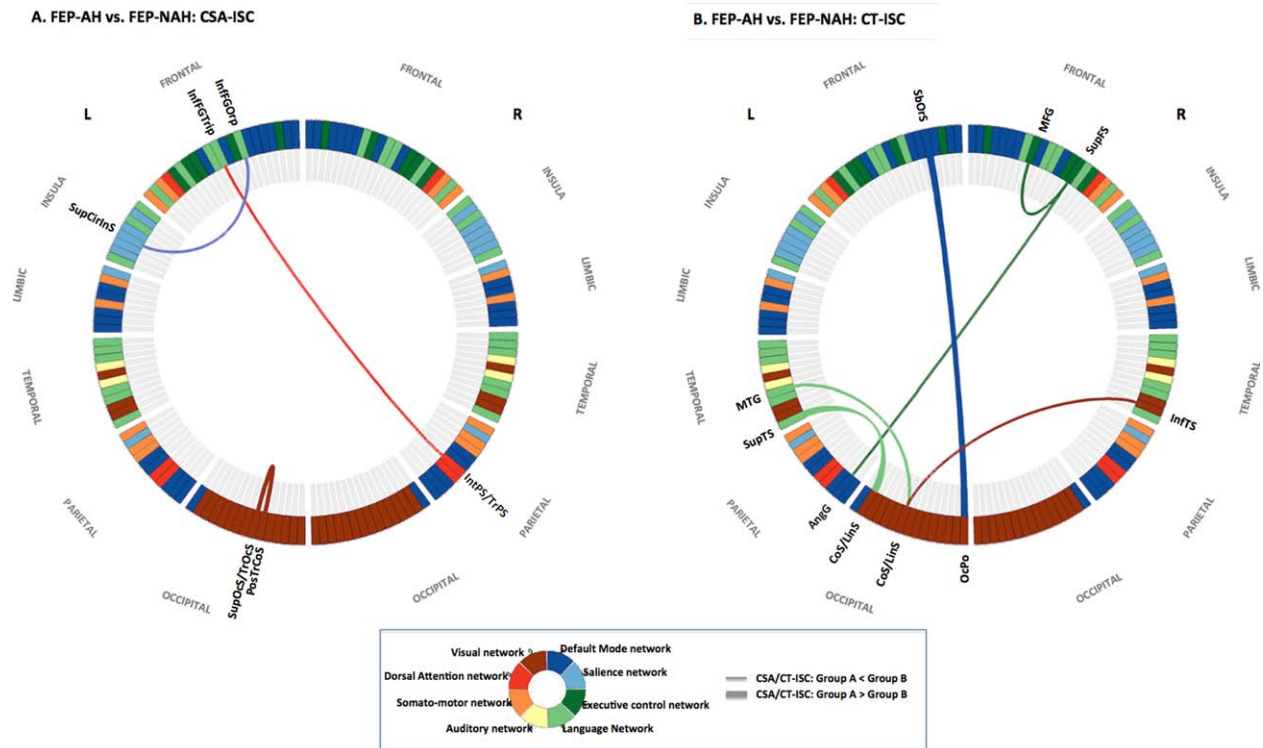 A. FEP-AH vs. FEP-NAH: CSA-ISC
B. FEP-AH vs. FEP-NAH: CT-ISC
FRONTAL
FRONTAL
L
R
InfFGTrip
InfFGOrp
INSULA
INSULA
SupCirInS
LIMBIC
LIMBIC
TEMPORAL
TEMPORAL
IntPS/TrPS
PARIETAL
PARIETAL
SupOcS/TrOcS
PosTrCoS
OCCIPITAL
OCCIPITAL
FRONTAL
FRONTAL
L
R
SbOrS
MFG
SupFS
INSULA
INSULA
LIMBIC
LIMBIC
TEMPORAL
TEMPORAL
MTG
SupTS
InfTS
PARIETAL
PARIETAL
AngG
CoS/LinS
CoS/LinS
OcPo
OCCIPITAL
OCCIPITAL
Visual network
Default Mode network
Dorsal Attention network
Salience network
Somato-motor network
Executive control network
Auditory network
Language Network
CSA/CT-ISC: Group A < Group B
CSA/CT-ISC: Group A > Group B